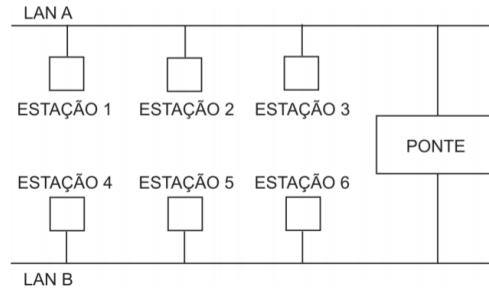 LAN A
ESTAÇÃO 1 ESTAÇÃO 2 ESTAÇÃO 3
PONTE
ESTAÇÃO 4 ESTAÇÃO 5 ESTAÇÃO 6
LAN B